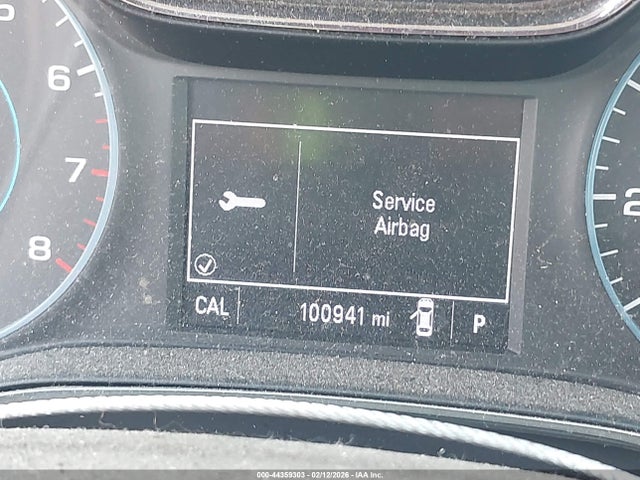 6
7
8
Service
Airbag
CAL
100941 mi
P
2
000-44359303 - 02/12/2026 - IAA Inc.